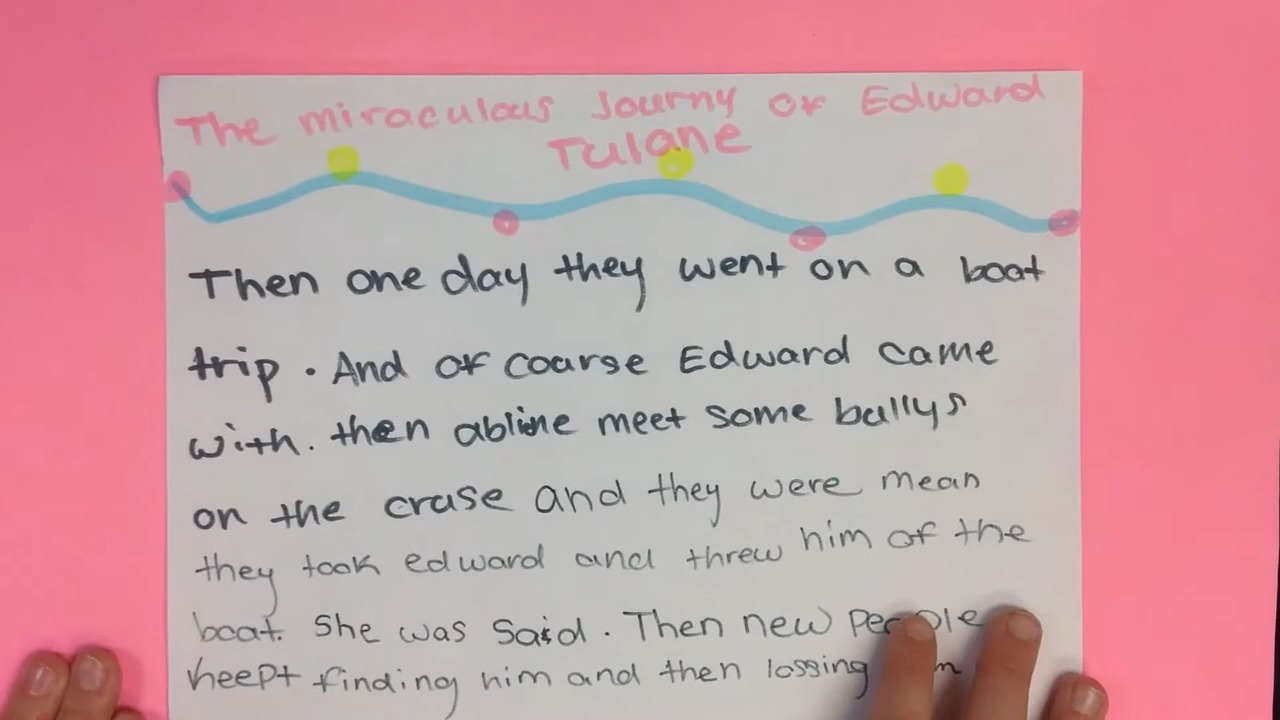 The miraculous Journy of Edward
Tulane
Then one day they went on a boat
trip. And of coarse Edward came
with. then abline meet some bullys
on the cruse and they were mean
they took edward and threw him of the
boat. She was Said. Then new people
keept finding him and then lossing